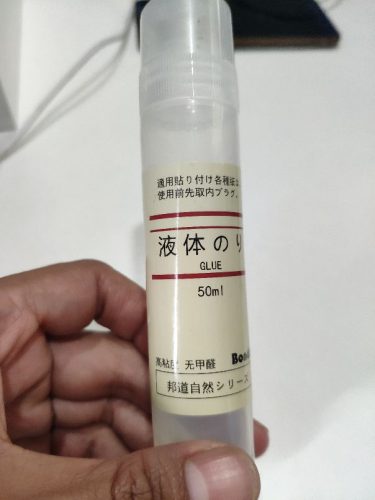 適用貼り付け各種紙
使用前先取内プラグ。
液体のり
GLUE
50ml
高粘度 无甲醛
邦道自然シリーズ